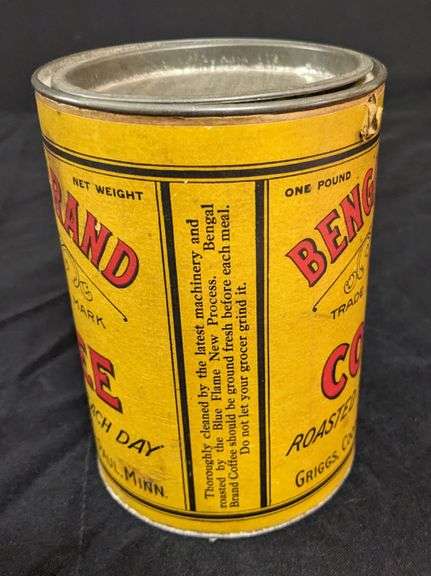 NET WEIGHT
RAND
MARK
EE
ACH DAY
AUL, MINN.
Thoroughly cleaned by the latest machinery and
roasted by the Blue Flame New Process. Bengal
Brand Coffee should be ground fresh before each meal.
Do not let your grocer grind it.
ONE POUND
BENG
TRADE
CO
ROASTED
GRIGGS, COO